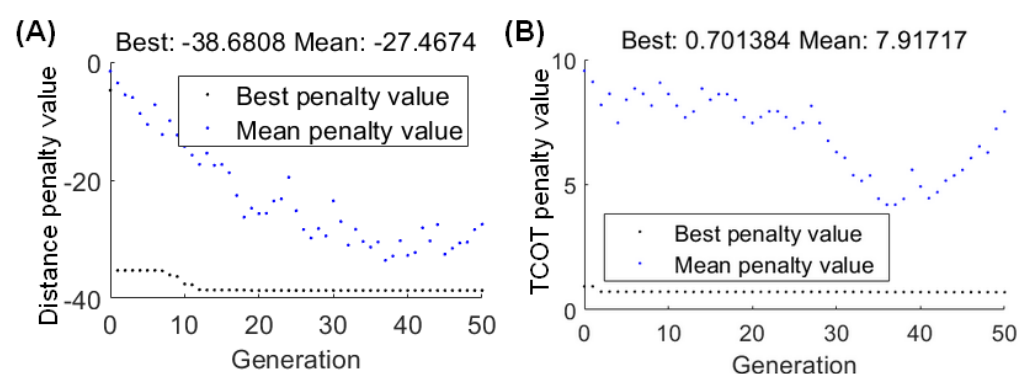 (A)
Best: -38.6808 Mean: -27.4674
Distance penalty value
0
-20
-40
Best penalty value
Mean penalty value
0 10 20 30 40 50
Generation
(B)
Best: 0.701384 Mean: 7.91717
TCOT penalty value
10
5
0
Best penalty value
Mean penalty value
0 10 20 30 40 50
Generation